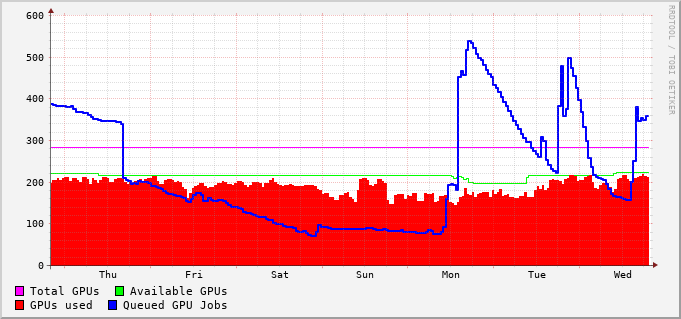 600
500
400
300
200
100
0
Thu Fri Sat Sun Mon Tue Wed
Total GPUs Available GPUs
GPUs used Queued GPU Jobs
RRDTOOL / TOBI OETIKER